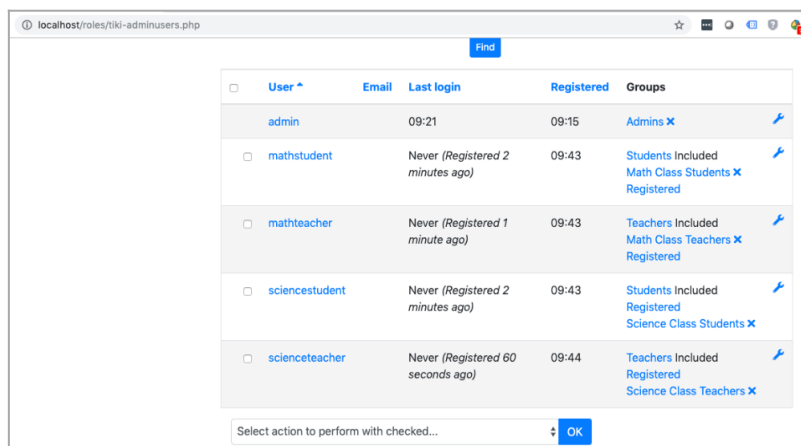 localhost/roles/tiki-adminusers.php
Find
User Email Last login Registered Groups
admin 09:21 09:15 Admins ×
mathstudent Never (Registered 2 09:43 Students Included
minutes ago) Math Class Students ×
Registered
mathteacher Never (Registered 1 09:43 Teachers Included
minute ago) Math Class Teachers ×
Registered
sciencestudent Never (Registered 2 09:43 Students Included
minutes ago) Registered
Science Class Students ×
scienceteacher Never (Registered 60 09:44 Teachers Included
seconds ago) Registered
Science Class Teachers ×
Select action to perform with checked... OK